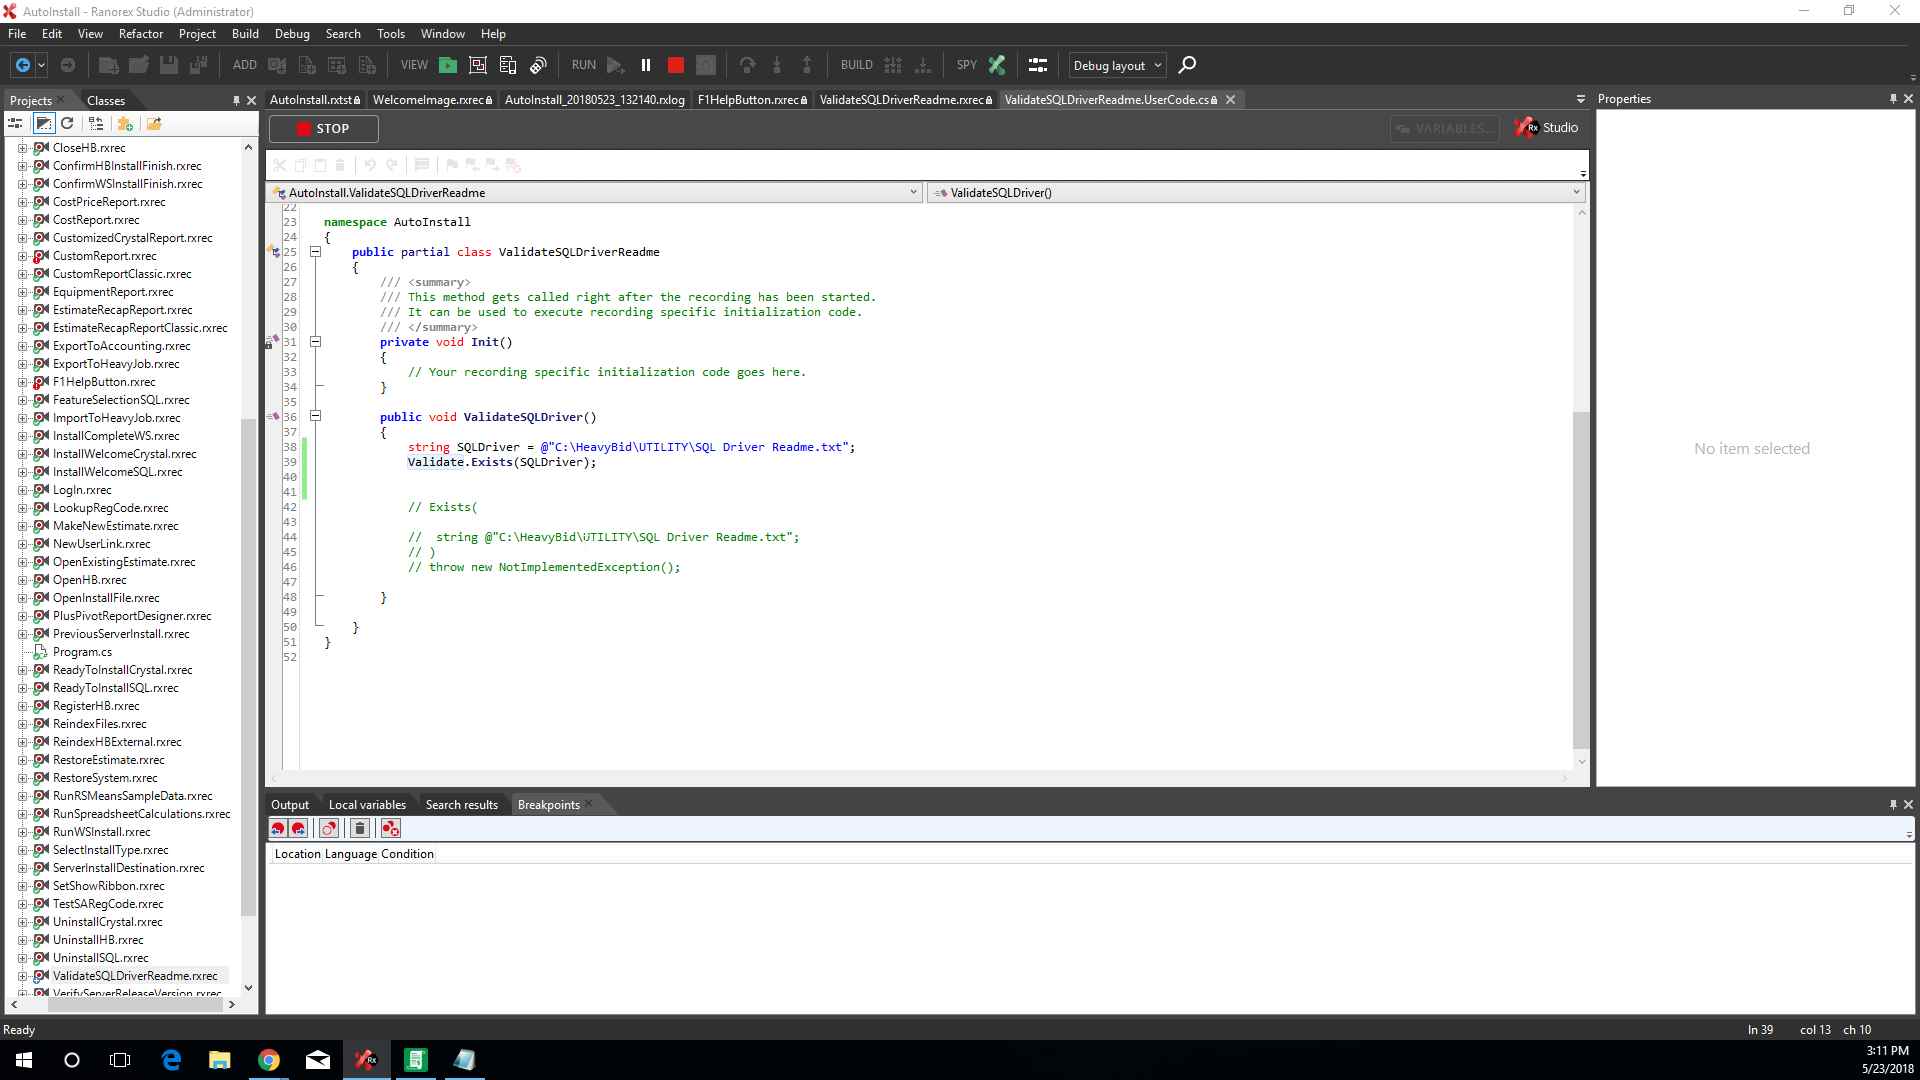 AutoInstall - Ranorex Studio (Administrator)
File Edit View Refactor Project Build Debug Search Tools Window Help
ADD VIEW RUN BUILD SPY Debug layout
Projects Classes
AutoInstall.rxtst WelcomeImage.rxrec AutoInstall_20180523_132140.rxlog F1HelpButton.rxrec ValidateSQLDriverReadme.rxrec ValidateSQLDriverReadme.UserCode.cs
Properties
STOP
VARIABLES...
Rx Studio
AutoInstall.ValidateSQLDriverReadme
ValidateSQLDriver()
CloseHB.rxrec
ConfirmHBInstallFinish.rxrec
ConfirmWSInstallFinish.rxrec
CostPriceReport.rxrec
CostReport.rxrec
CustomizedCrystalReport.rxrec
CustomReport.rxrec
CustomReportClassic.rxrec
EquipmentReport.rxrec
EstimateRecapReport.rxrec
EstimateRecapReportClassic.rxrec
ExportToAccounting.rxrec
ExportToHeavyJob.rxrec
F1HelpButton.rxrec
FeatureSelectionSQL.rxrec
ImportToHeavyJob.rxrec
InstallCompleteWS.rxrec
InstallWelcomeCrystal.rxrec
InstallWelcomeSQL.rxrec
LogIn.rxrec
LookupRegCode.rxrec
MakeNewEstimate.rxrec
NewUserLink.rxrec
OpenExistingEstimate.rxrec
OpenHB.rxrec
OpenInstallFile.rxrec
PlusPivotReportDesigner.rxrec
PreviousServerInstall.rxrec
Program.cs
ReadyToInstallCrystal.rxrec
ReadyToInstallSQL.rxrec
RegisterHB.rxrec
ReindexFiles.rxrec
ReindexHBExternal.rxrec
RestoreEstimate.rxrec
RestoreSystem.rxrec
RunRSMeansSampleData.rxrec
RunSpreadsheetCalculations.rxrec
RunWSInstall.rxrec
SelectInstallType.rxrec
ServerInstallDestination.rxrec
SetShowRibbon.rxrec
TestSARegCode.rxrec
UninstallCrystal.rxrec
UninstallHB.rxrec
UninstallSQL.rxrec
ValidateSQLDriverReadme.rxrec
VerifyServerReleaseVersion.rxrec
22
23 namespace AutoInstall
24 {
25 public partial class ValidateSQLDriverReadme
26 {
27 /// <summary>
28 /// This method gets called right after the recording has been started.
29 /// It can be used to execute recording specific initialization code.
30 /// </summary>
31 private void Init()
32 {
33 // Your recording specific initialization code goes here.
34 }
35
36 public void ValidateSQLDriver()
37 {
38 string SQLDriver = @"C:\HeavyBid\UTILITY\SQL Driver Readme.txt";
39 Validate.Exists(SQLDriver);
40
41
42 // Exists(
43
44 // string @"C:\HeavyBid\UTILITY\SQL Driver Readme.txt";
45 // )
46 // throw new NotImplementedException();
47
48 }
49
50 }
51 }
52
No item selected
Output Local variables Search results Breakpoints
Location Language Condition
Ready
ln 39 col 13 ch 10
Rx
3:11 PM
5/23/2018